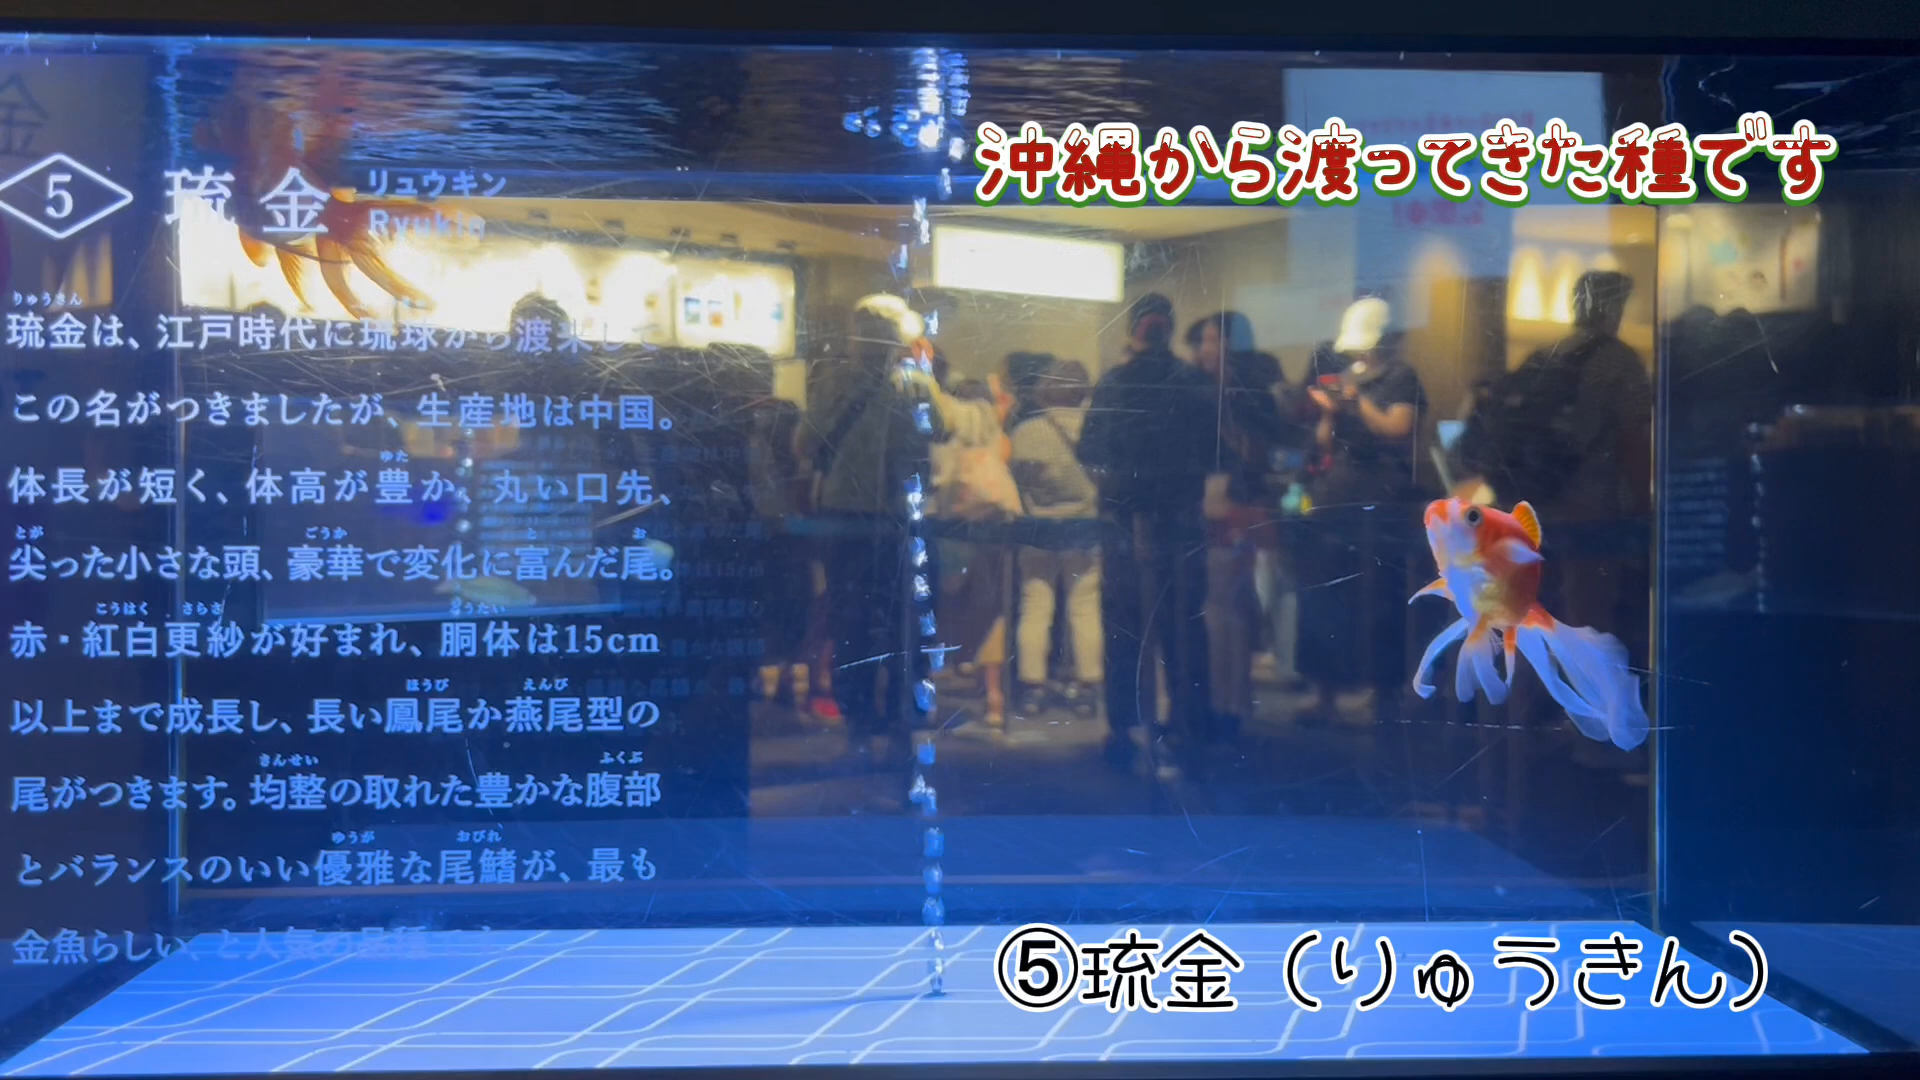 沖縄から渡ってきた種です
5 琉金 リュウキン
Ryukin
りゅうきん
琉金は、江戸時代に琉球から渡来して
この名がつきましたが、生産地は中国。
ゆた
体長が短く、体高が豊か、丸い口先、
とが ごうか と お
尖った小さな頭、豪華で変化に富んだ尾。
こうはく さらさ どうたい
赤・紅白更紗が好まれ、胴体は15cm
ほうび えんび
以上まで成長し、長い鳳尾か燕尾型の
きんせい ふくぶ
尾がつきます。均整の取れた豊かな腹部
ゆうが おびれ
とバランスのいい優雅な尾鰭が、最も
金魚らしい、と人気の品種です
⑤琉金（りゅうきん）